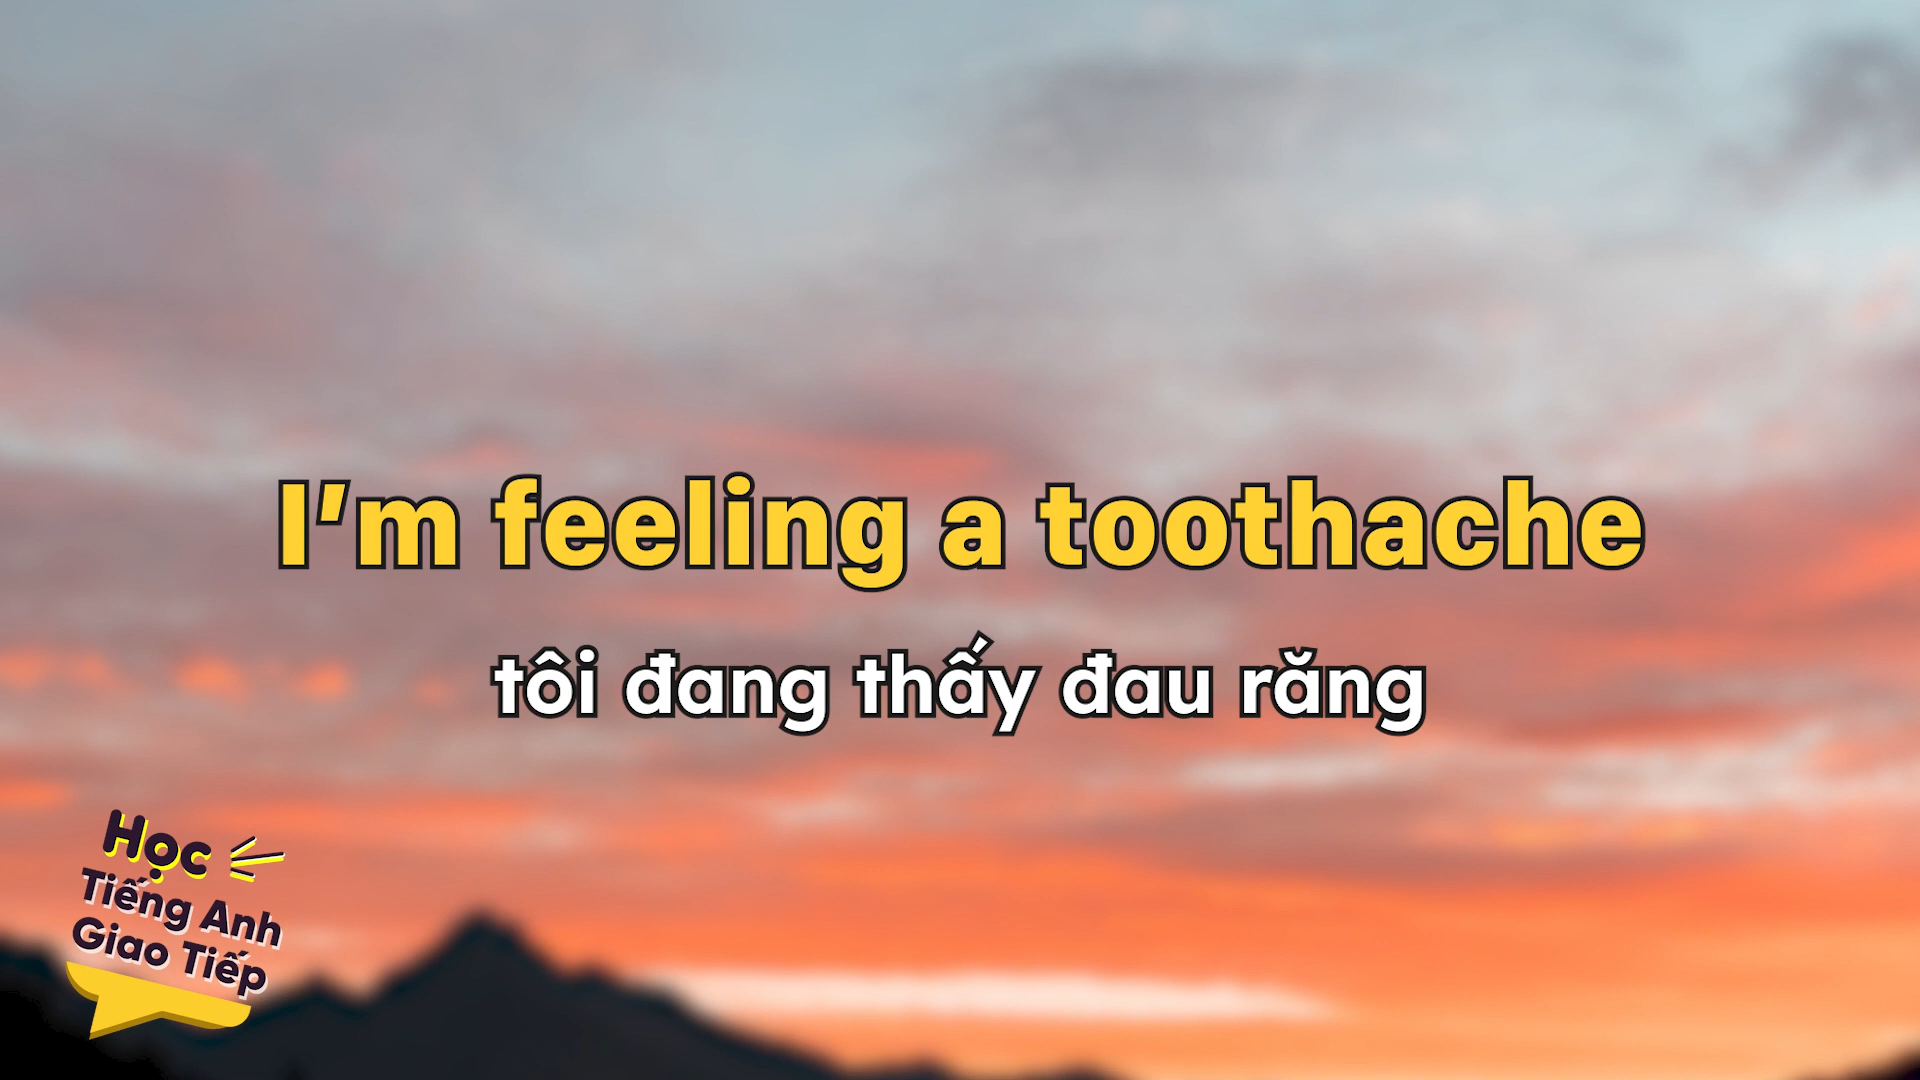 I’m feeling a toothache
tôi đang thấy đau răng
Học
Tiếng Anh
Giao Tiếp